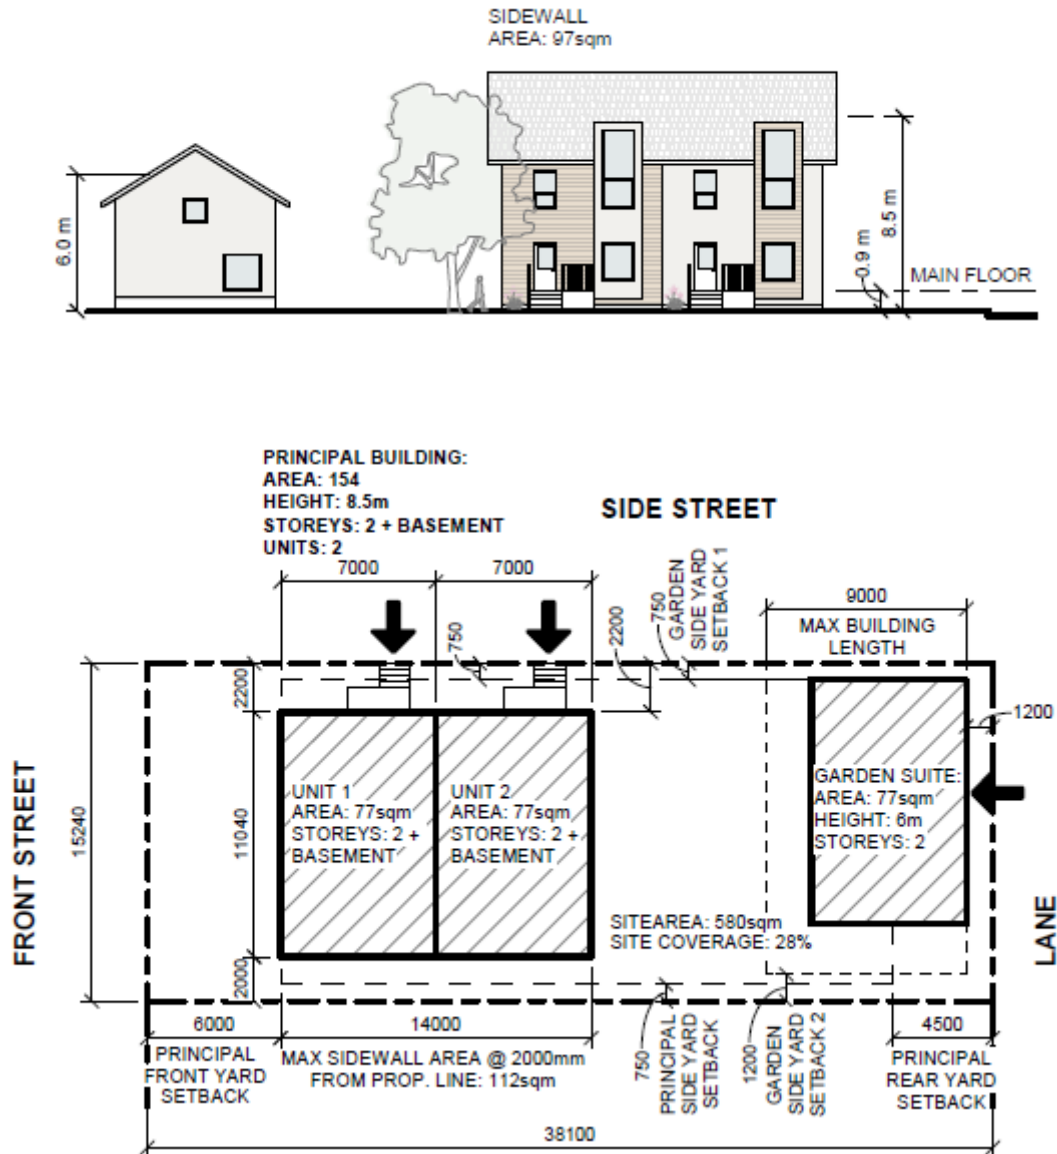 SIDEWALL
AREA: 97sqm
6.0 m
8.5 m
0.9 m
MAIN FLOOR
PRINCIPAL BUILDING:
AREA: 154
HEIGHT: 8.5m
STOREYS: 2 + BASEMENT
UNITS: 2
SIDE STREET
7000
7000
750
2200
750
GARDEN
SIDE YARD
SETBACK 1
9000
MAX BUILDING
LENGTH
2200
1200
FRONT STREET
15240
11040
UNIT 1
AREA: 77sqm
STOREYS: 2 +
BASEMENT
UNIT 2
AREA: 77sqm
STOREYS: 2 +
BASEMENT
GARDEN SUITE:
AREA: 77sqm
HEIGHT: 6m
STOREYS: 2
SITEAREA: 580sqm
SITE COVERAGE: 28%
LANE
2000
6000
14000
4500
PRINCIPAL
FRONT YARD
SETBACK
MAX SIDEWALL AREA @ 2000mm
FROM PROP. LINE: 112sqm
750
PRINCIPAL
SIDE YARD
SETBACK
1200
GARDEN
SIDE YARD
SETBACK 2
PRINCIPAL
REAR YARD
SETBACK
38100